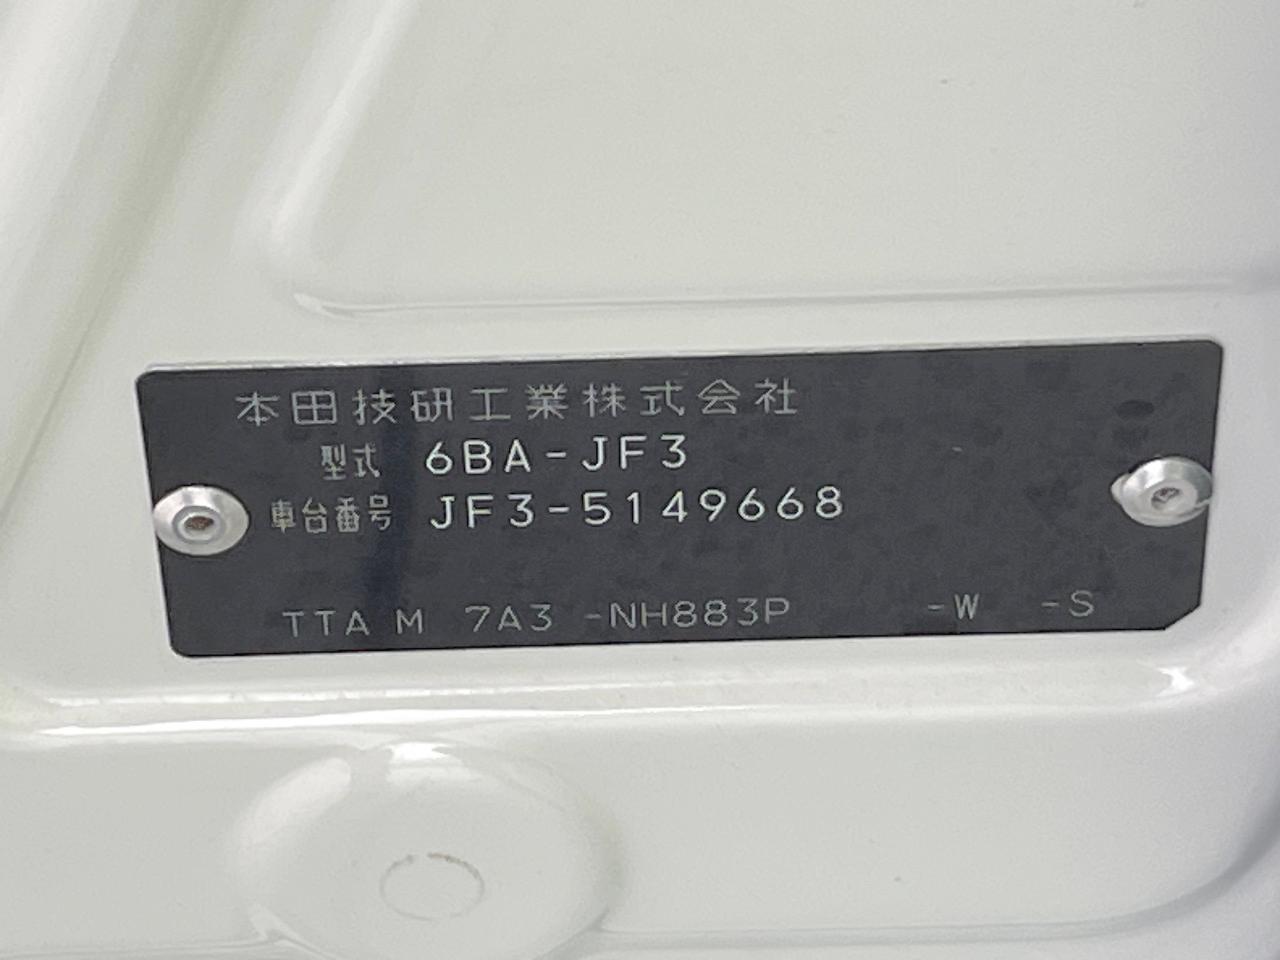 本田技研工業株式会社
型式 6BA-JF3
車台番号 JF3-5149668
TTA M 7A3 -NH883P -W -S